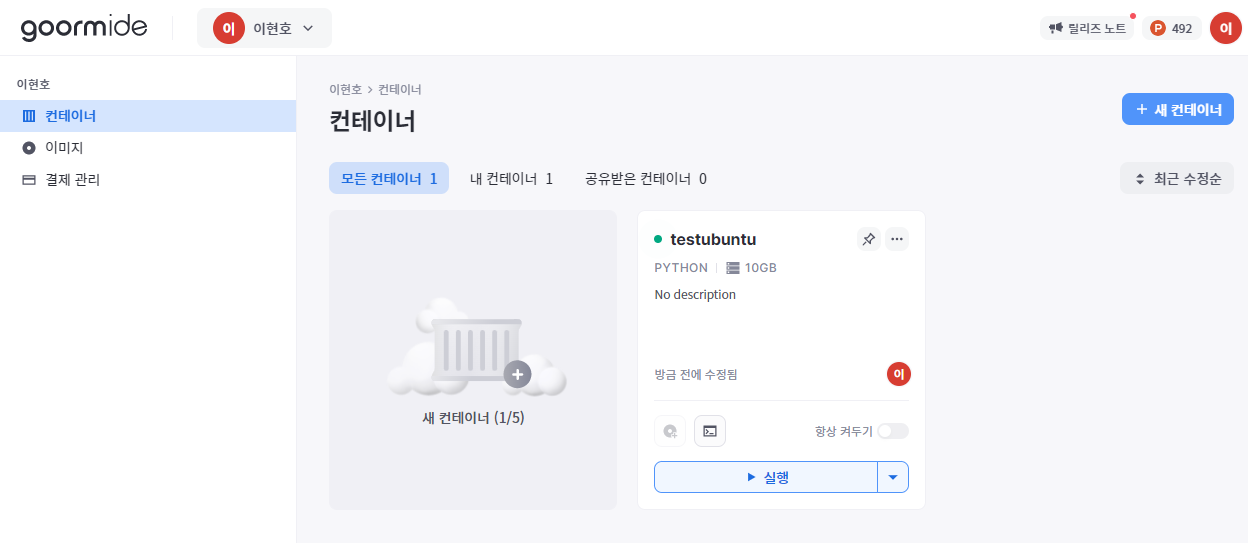 goormide
이 이현호
릴리즈 노트
P 492
이
이현호
컨테이너
이미지
결제 관리
이현호 > 컨테이너
컨테이너
+ 새 컨테이너
모든 컨테이너 1
내 컨테이너 1
공유받은 컨테이너 0
최근 수정순
새 컨테이너 (1/5)
testubuntu
PYTHON | 10GB
No description
방금 전에 수정됨
이
항상 켜두기
실행